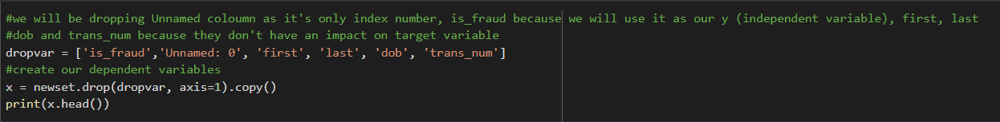 #we will be dropping Unnamed coloumn as it's only index number, is_fraud because we will use it as our y (independent variable), first, last
#dob and trans_num because they don't have an impact on target variable
dropvar = ['is_fraud','Unnamed: 0', 'first', 'last', 'dob', 'trans_num']
#create our dependent variables
x = newset.drop(dropvar, axis=1).copy()
print(x.head())